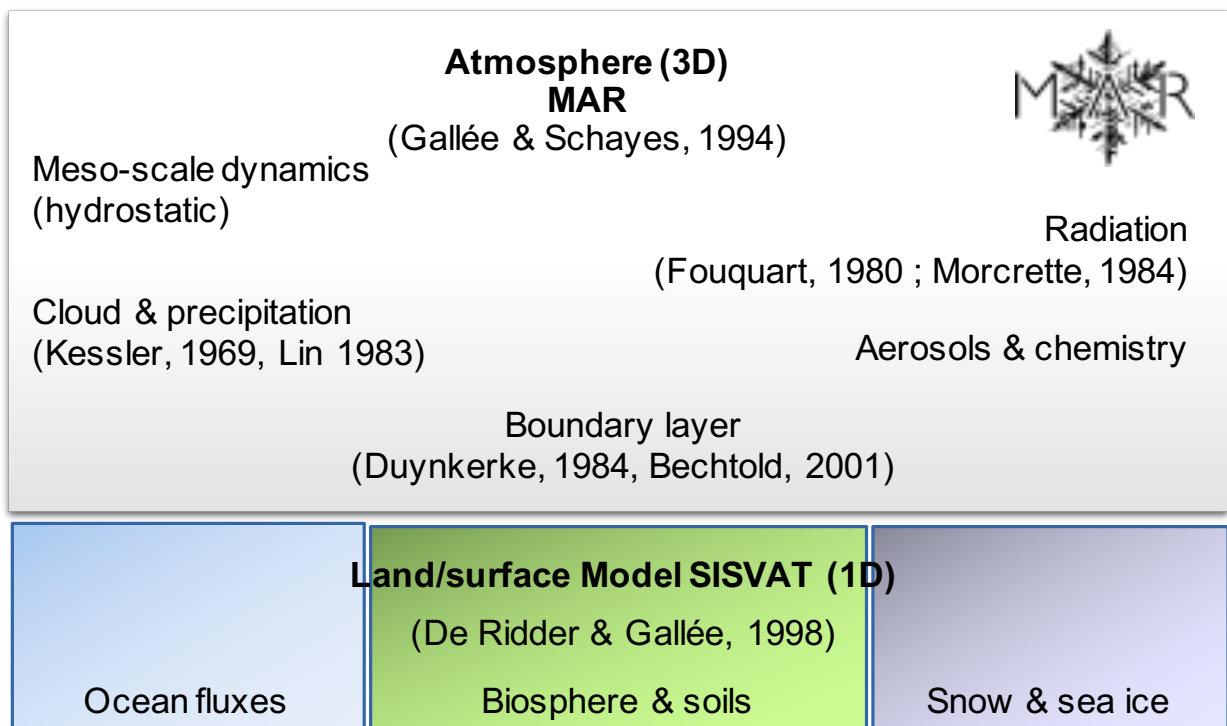 Atmosphere (3D)
MAR
(Gallée & Schayes, 1994)
MAR
Meso-scale dynamics
(hydrostatic)
Radiation
(Fouquart, 1980 ; Morcrette, 1984)
Cloud & precipitation
(Kessler, 1969, Lin 1983)
Aerosols & chemistry
Boundary layer
(Duynkerke, 1984, Bechtold, 2001)
Land/surface Model SISVAT (1D)
(De Ridder & Gallée, 1998)
Ocean fluxes
Biosphere & soils
Snow & sea ice